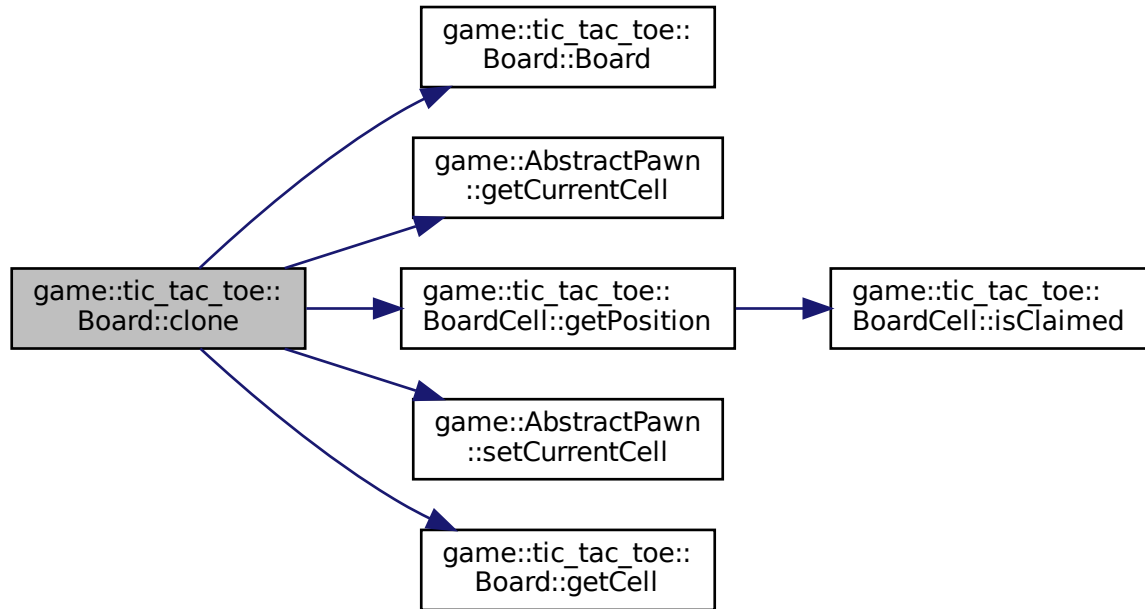 game::tic_tac_toe::
Board::Board
game::AbstractPawn
::getCurrentCell
game::tic_tac_toe::
Board::clone
game::tic_tac_toe::
BoardCell::getPosition
game::tic_tac_toe::
BoardCell::isClaimed
game::AbstractPawn
::setCurrentCell
game::tic_tac_toe::
Board::getCell